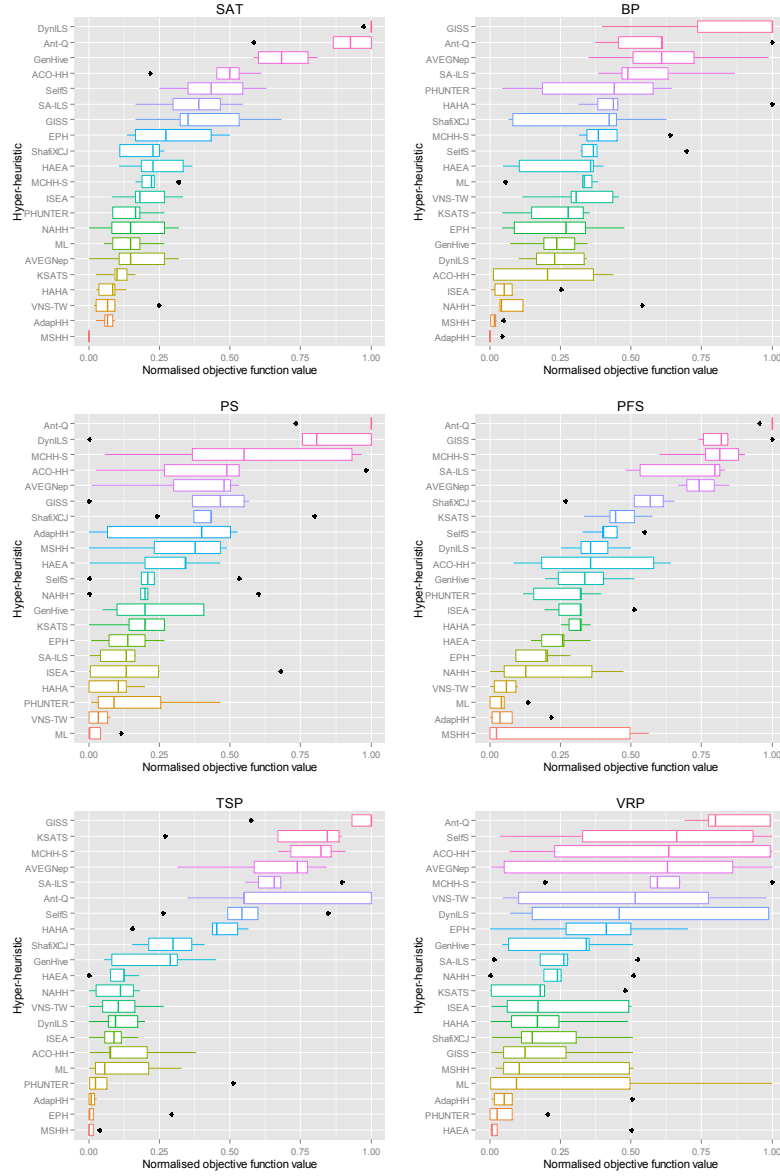 SAT
Hyper-heuristic
DynILS
Ant-Q
GenHive
ACO-HH
SelfS
SA-ILS
GISS
EPH
ShafiXCJ
HAEA
MCHH-S
ISEA
PHUNTER
NAHH
ML
AVEGNep
KSATS
HAHA
VNS-TW
AdapHH
MSHH
0.00 0.25 0.50 0.75 1.00
Normalised objective function value
BP
Hyper-heuristic
GISS
Ant-Q
AVEGNep
SA-ILS
PHUNTER
HAHA
ShafiXCJ
MCHH-S
SelfS
HAEA
ML
VNS-TW
KSATS
EPH
GenHive
DynILS
ACO-HH
ISEA
NAHH
MSHH
AdapHH
0.00 0.25 0.50 0.75 1.00
Normalised objective function value
PS
Hyper-heuristic
Ant-Q
DynILS
MCHH-S
ACO-HH
AVEGNep
GISS
ShafiXCJ
AdapHH
MSHH
HAEA
SelfS
NAHH
GenHive
KSATS
EPH
SA-ILS
ISEA
HAHA
PHUNTER
VNS-TW
ML
0.00 0.25 0.50 0.75 1.00
Normalised objective function value
PFS
Hyper-heuristic
Ant-Q
GISS
MCHH-S
SA-ILS
AVEGNep
ShafiXCJ
KSATS
SelfS
DynILS
ACO-HH
GenHive
PHUNTER
ISEA
HAHA
HAEA
EPH
NAHH
VNS-TW
ML
AdapHH
MSHH
0.00 0.25 0.50 0.75 1.00
Normalised objective function value
TSP
Hyper-heuristic
GISS
KSATS
MCHH-S
AVEGNep
SA-ILS
Ant-Q
SelfS
HAHA
ShafiXCJ
GenHive
HAEA
NAHH
VNS-TW
DynILS
ISEA
ACO-HH
ML
PHUNTER
AdapHH
EPH
MSHH
0.00 0.25 0.50 0.75 1.00
Normalised objective function value
VRP
Hyper-heuristic
Ant-Q
SelfS
ACO-HH
AVEGNep
MCHH-S
VNS-TW
DynILS
EPH
GenHive
SA-ILS
NAHH
KSATS
ISEA
HAHA
ShafiXCJ
GISS
MSHH
ML
AdapHH
PHUNTER
HAEA
0.00 0.25 0.50 0.75 1.00
Normalised objective function value